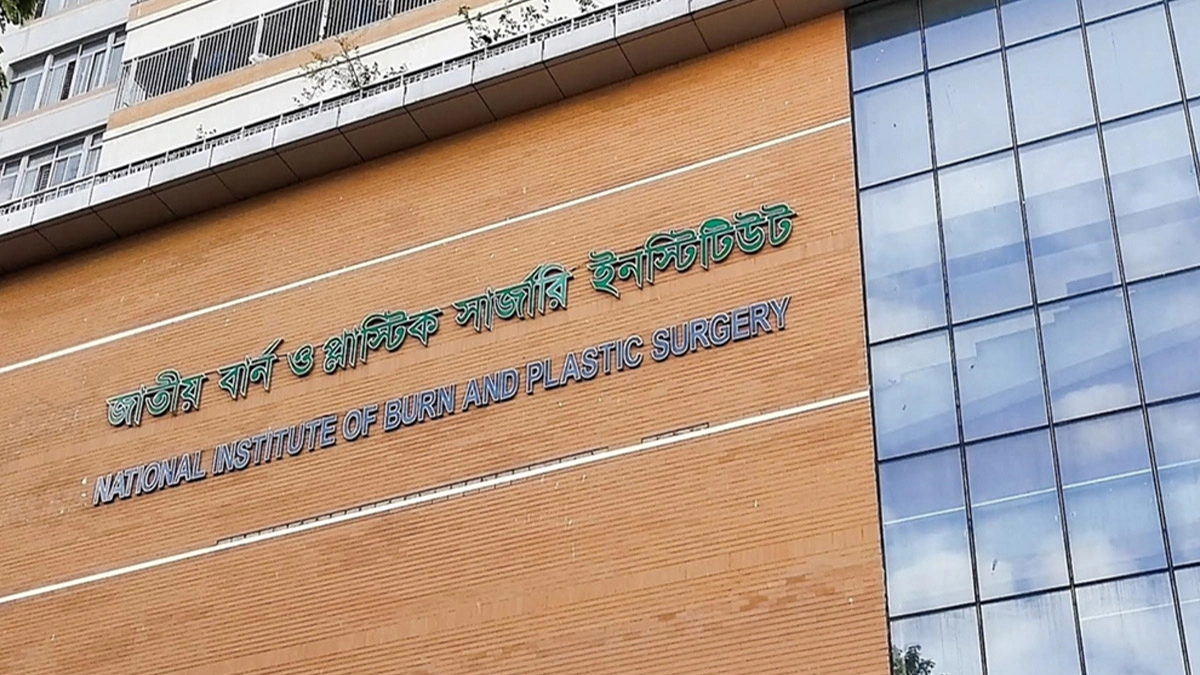 জাতীয় বার্ন ও প্লাস্টিক সার্জারি ইনস্টিটিউট
NATIONAL INSTITUTE OF BURN AND PLASTIC SURGERY